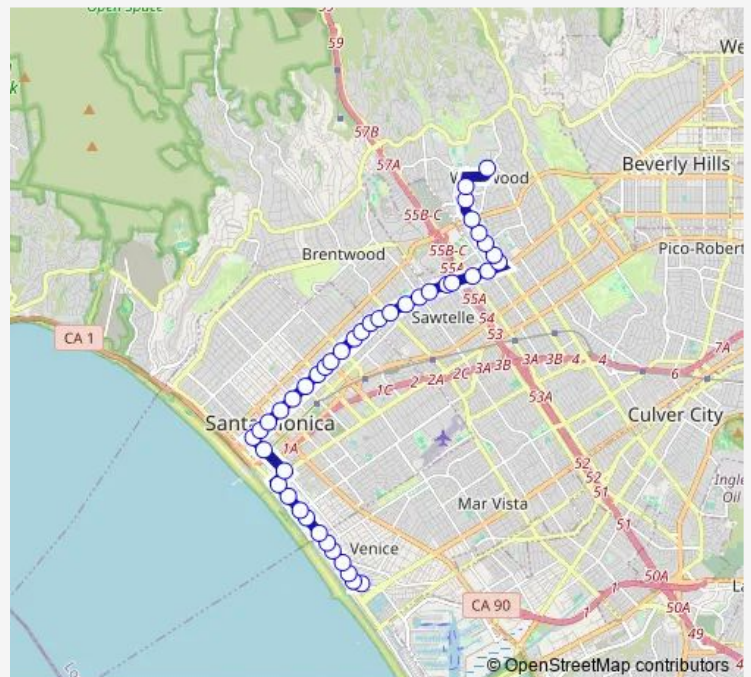 Open Space
59
We
k
57B
57A
Westwood
Beverly Hills
55B-C
Brentwood
55B-C
55A
Pico-Robert
55A
Sawtelle 54
CA 1
53
7A
1C 2 2A 2C 3A 3B 3A 3B 4 4 6
53A
Santa Monica
Culver City
1A
52
52
51
Ingle
Oil
Mar Vista
51
Venice
50A
CA 90
1
1
50A
49
4
© OpenStreetMap contributors